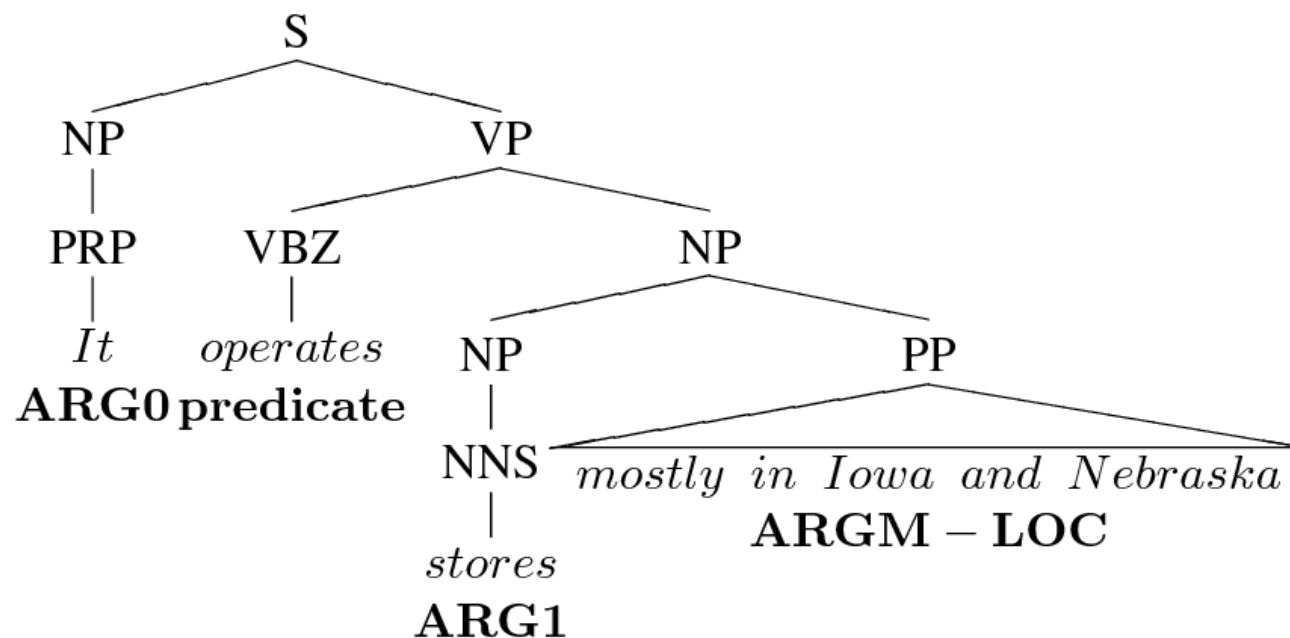 S
NP VP
PRP VBZ NP
It operates NP PP
ARG0 predicate
NNS mostly in Iowa and Nebraska
ARGM – LOC
stores
ARG1